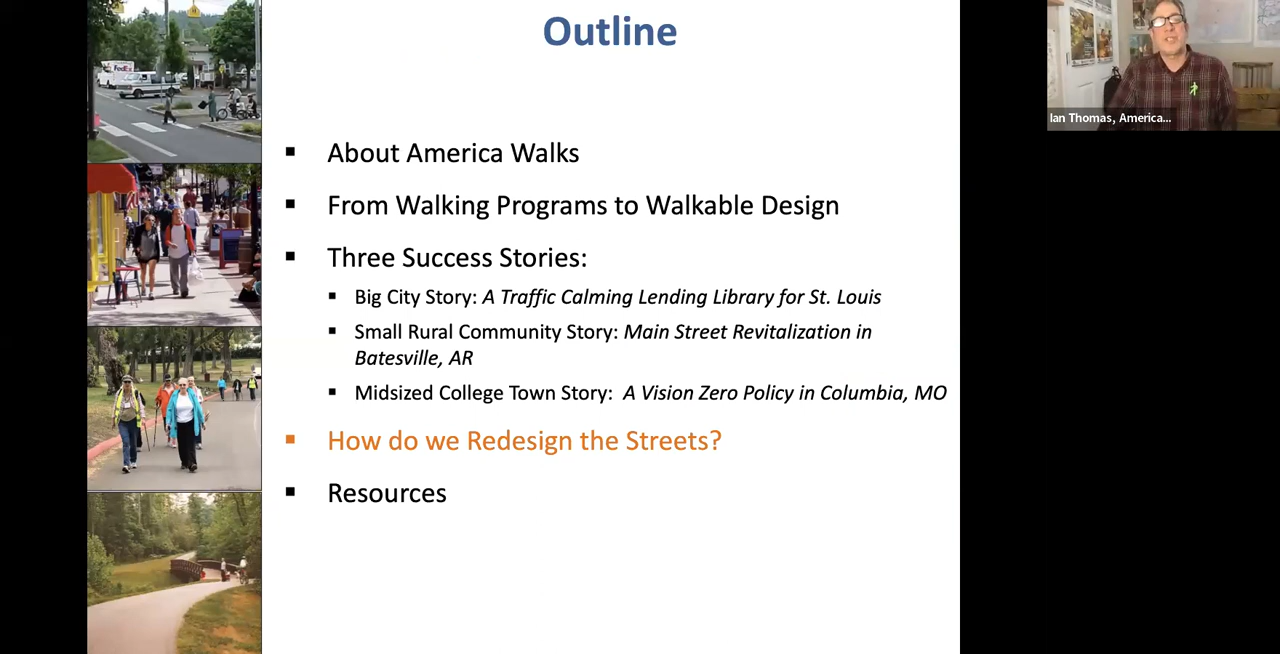 Outline
FedEx
Ian Thomas, America...
▪ About America Walks
▪ From Walking Programs to Walkable Design
▪ Three Success Stories:
▪ Big City Story: A Traffic Calming Lending Library for St. Louis
▪ Small Rural Community Story: Main Street Revitalization in
Batesville, AR
▪ Midsized College Town Story: A Vision Zero Policy in Columbia, MO
▪ How do we Redesign the Streets?
▪ Resources